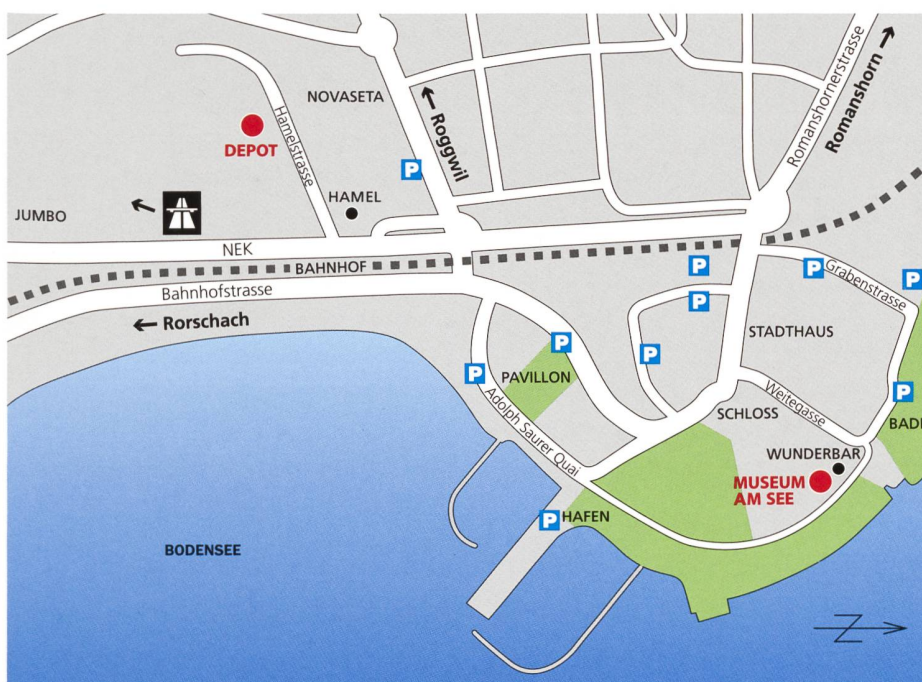 NOVASETA
Hamelstrasse
DEPOT
Roggwil
Romanshornerstrasse
Romanshorn
P
JUMBO
HAMEL
NEK
BAHNHOF
Bahnhofstrasse
Rorschach
P
P
P
Grabenstrasse
P
P
STADTHAUS
P
P
P
PAVILLON
P
SCHLOSS
Weitegasse
BADI
Adolph Saurer Quai
WUNDERBAR
MUSEUM
AM SEE
P
HAFEN
BODENSEE